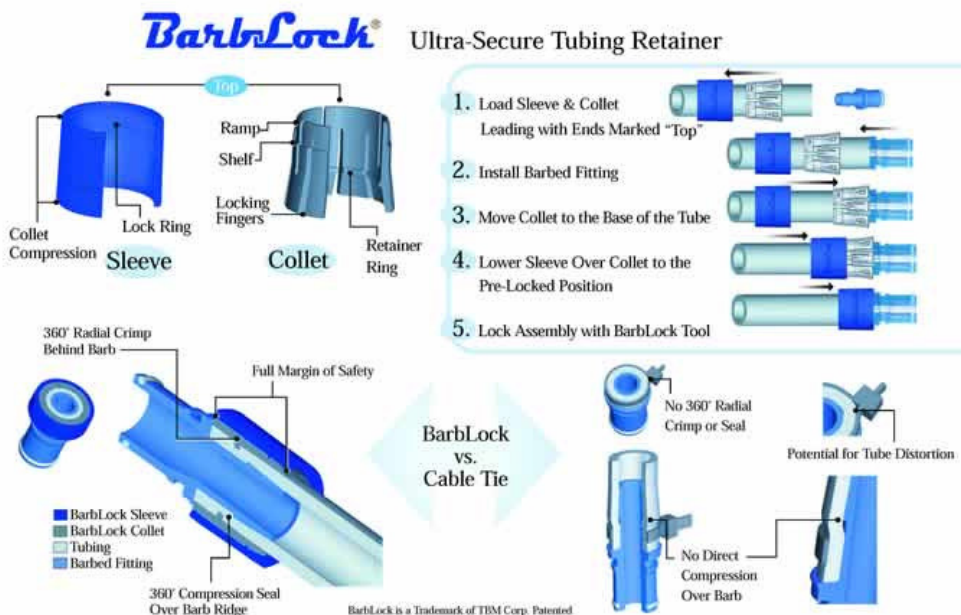 BarbLock®
Ultra-Secure Tubing Retainer
Top
Ramp
Shelf
Locking
Fingers
Retainer
Ring
Collet
Compression
Lock Ring
Sleeve
Collet
1. Load Sleeve & Collet
Leading with Ends Marked "Top"
2. Install Barbed Fitting
3. Move Collet to the Base of the Tube
4. Lower Sleeve Over Collet to the
Pre-Locked Position
5. Lock Assembly with BarbLock Tool
360° Radial Crimp
Behind Barb
Full Margin of Safety
BarbLock Sleeve
BarbLock Collet
Tubing
Barbed Fitting
360° Compression Seal
Over Barb Ridge
BarbLock
vs.
Cable Tie
No 360° Radial
Crimp or Seal
Potential for Tube Distortion
No Direct
Compression
Over Barb
BarbLock is a Trademark of TBM Corp. Patented